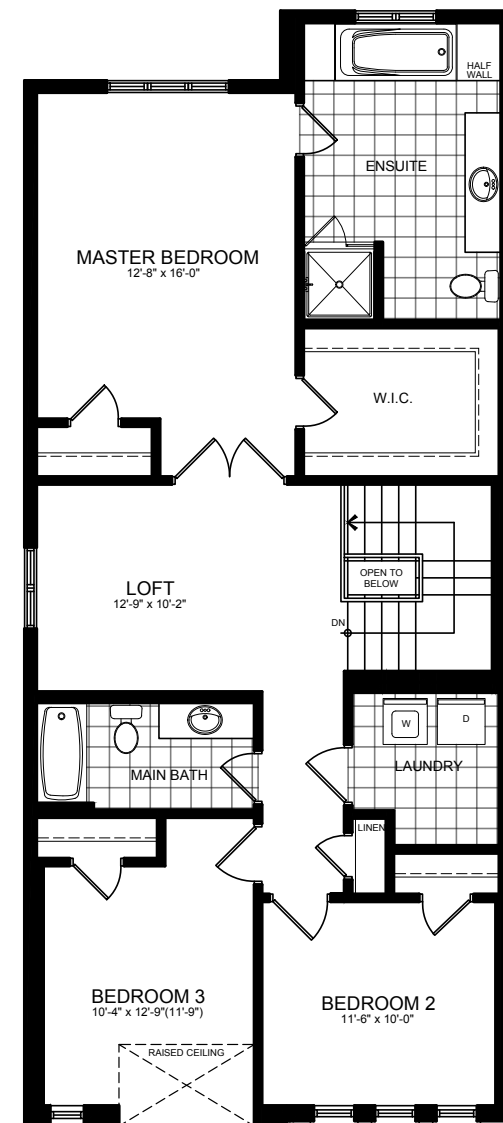 HALF
WALL
ENSUITE
MASTER BEDROOM
12'-8" x 16'-0"
W.I.C.
OPEN TO
BELOW
LOFT
12'-9" x 10'-2"
DN
W
D
MAIN BATH
LAUNDRY
LINEN
BEDROOM 3
10'-4" x 12'-9"(11'-9")
BEDROOM 2
11'-6" x 10'-0"
RAISED CEILING